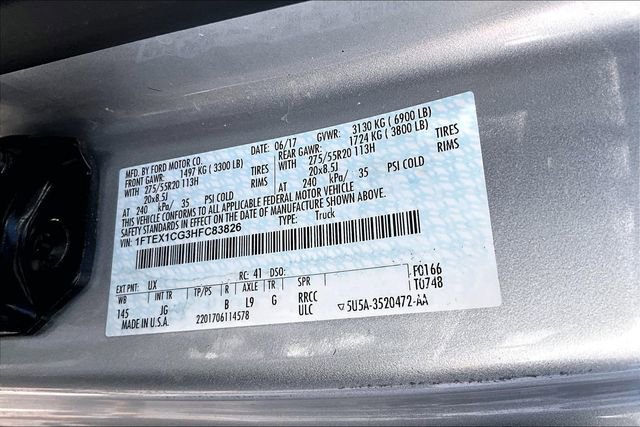 MFD. BY FORD MOTOR CO. DATE: 06/17 GVWR: 3130 KG ( 6900 LB)
FRONT GAWR: 1497 KG ( 3300 LB) REAR GAWR: 1724 KG ( 3800 LB)
WITH 275/55R20 113H TIRES WITH 275/55R20 113H TIRES
20x8.5J RIMS 20x8.5J RIMS
AT 240 kPa/ 35 PSI COLD AT 240 kPa/ 35 PSI COLD
THIS VEHICLE CONFORMS TO ALL APPLICABLE FEDERAL MOTOR VEHICLE
SAFETY STANDARDS IN EFFECT ON THE DATE OF MANUFACTURE SHOWN ABOVE.
VIN: 1FTEX1CG3HFC83826 TYPE: Truck
EXT PNT: UX RC: 41 DSO: F0166
WB INT TR TP/PS R AXLE TR SPR T0748
145 JG B L9 G RRCC
MADE IN U.S.A. 2201706114578 ULC ▽ 5U5A-3520472-AA